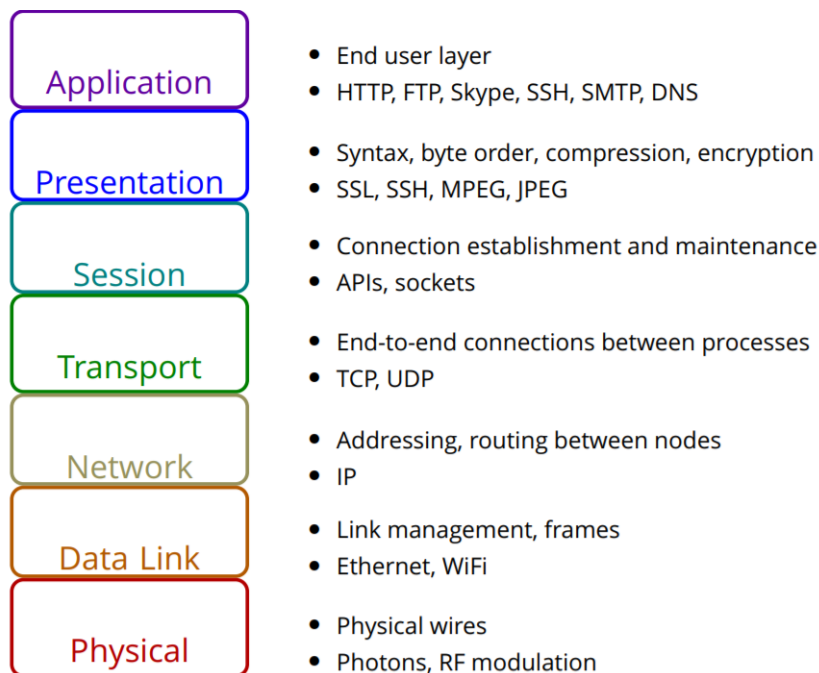 Application
• End user layer
• HTTP, FTP, Skype, SSH, SMTP, DNS
Presentation
• Syntax, byte order, compression, encryption
• SSL, SSH, MPEG, JPEG
Session
• Connection establishment and maintenance
• APIs, sockets
Transport
• End-to-end connections between processes
• TCP, UDP
Network
• Addressing, routing between nodes
• IP
Data Link
• Link management, frames
• Ethernet, WiFi
Physical
• Physical wires
• Photons, RF modulation